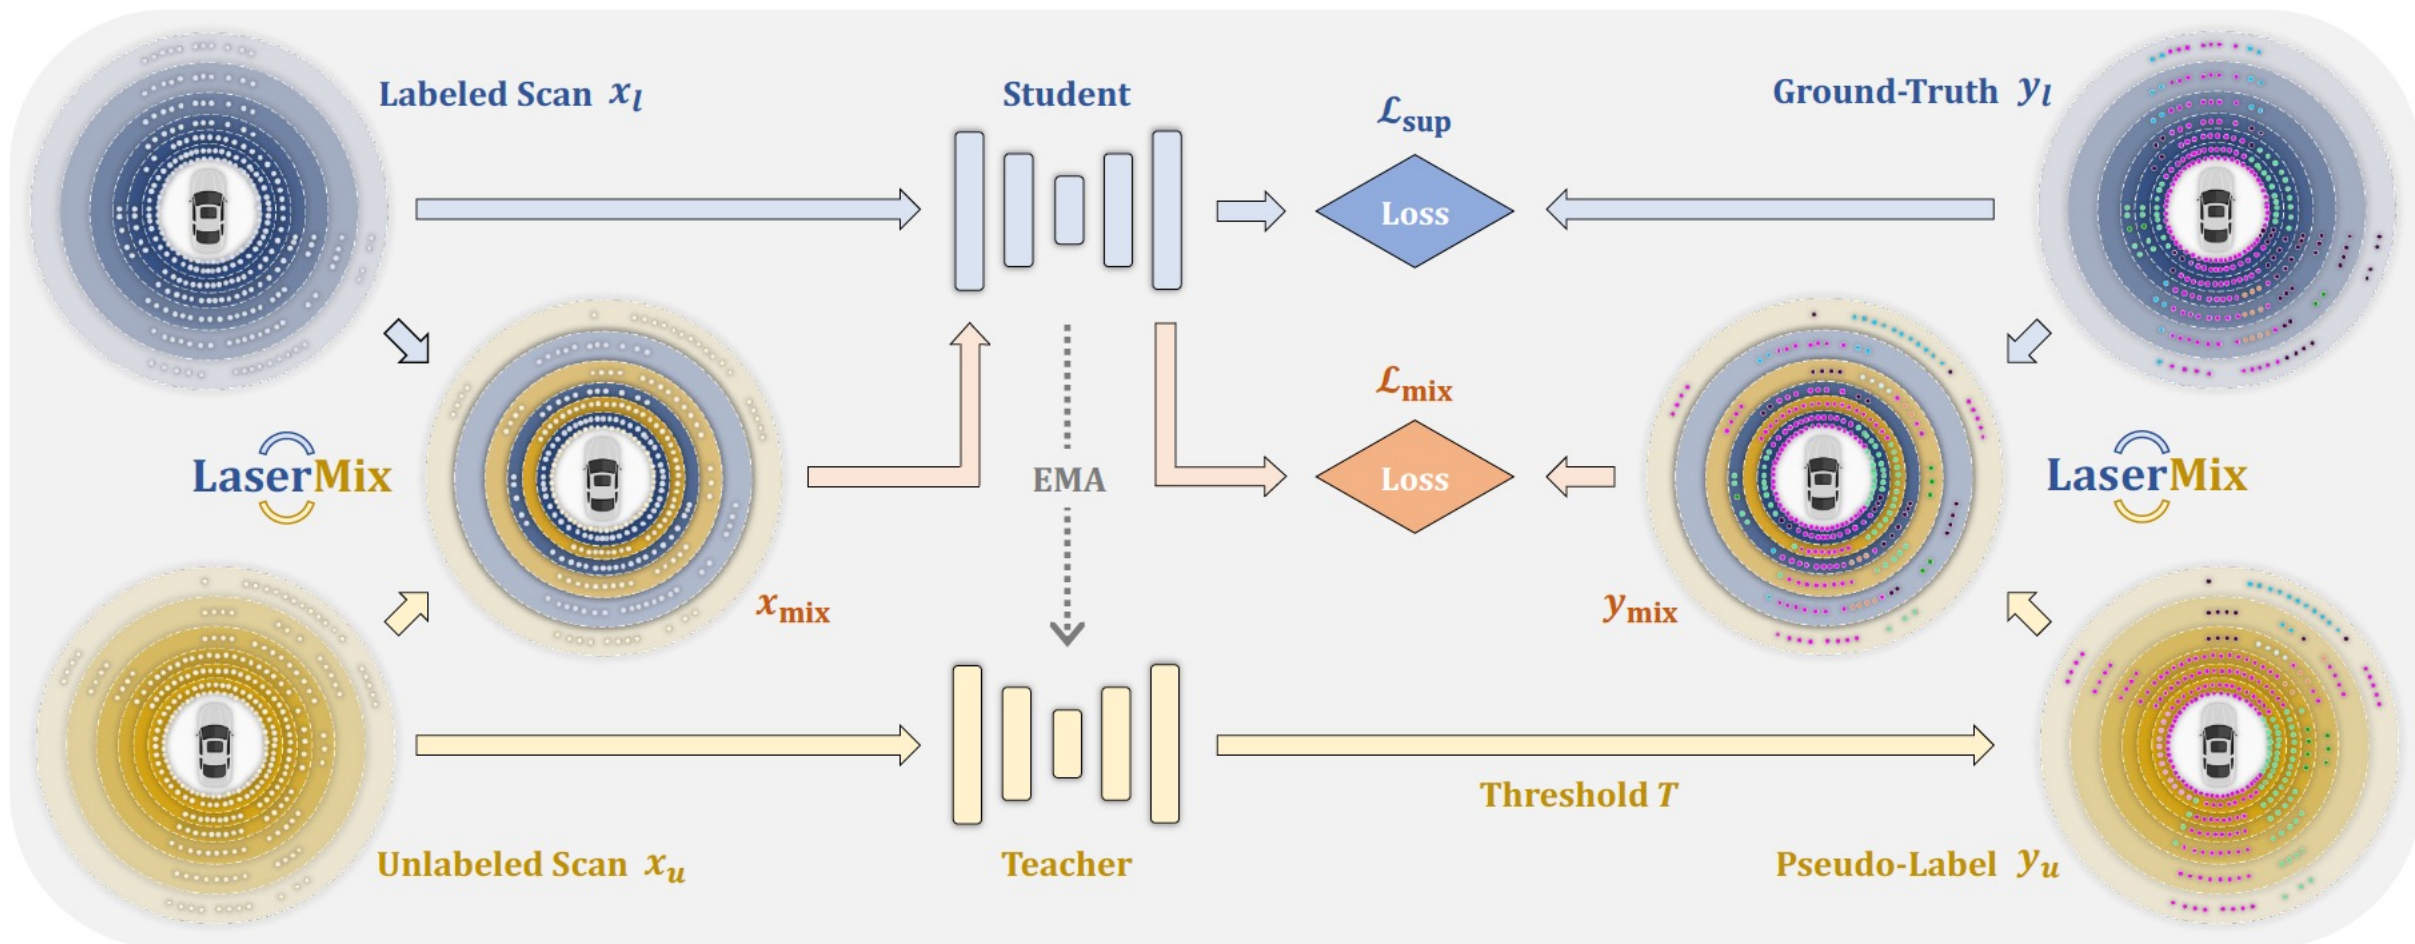 Labeled Scan x_l
Student
ℒ_sup
Ground-Truth y_l
Loss
LaserMix
x_mix
EMA
ℒ_mix
Loss
y_mix
LaserMix
Threshold T
Unlabeled Scan x_u
Teacher
Pseudo-Label y_u